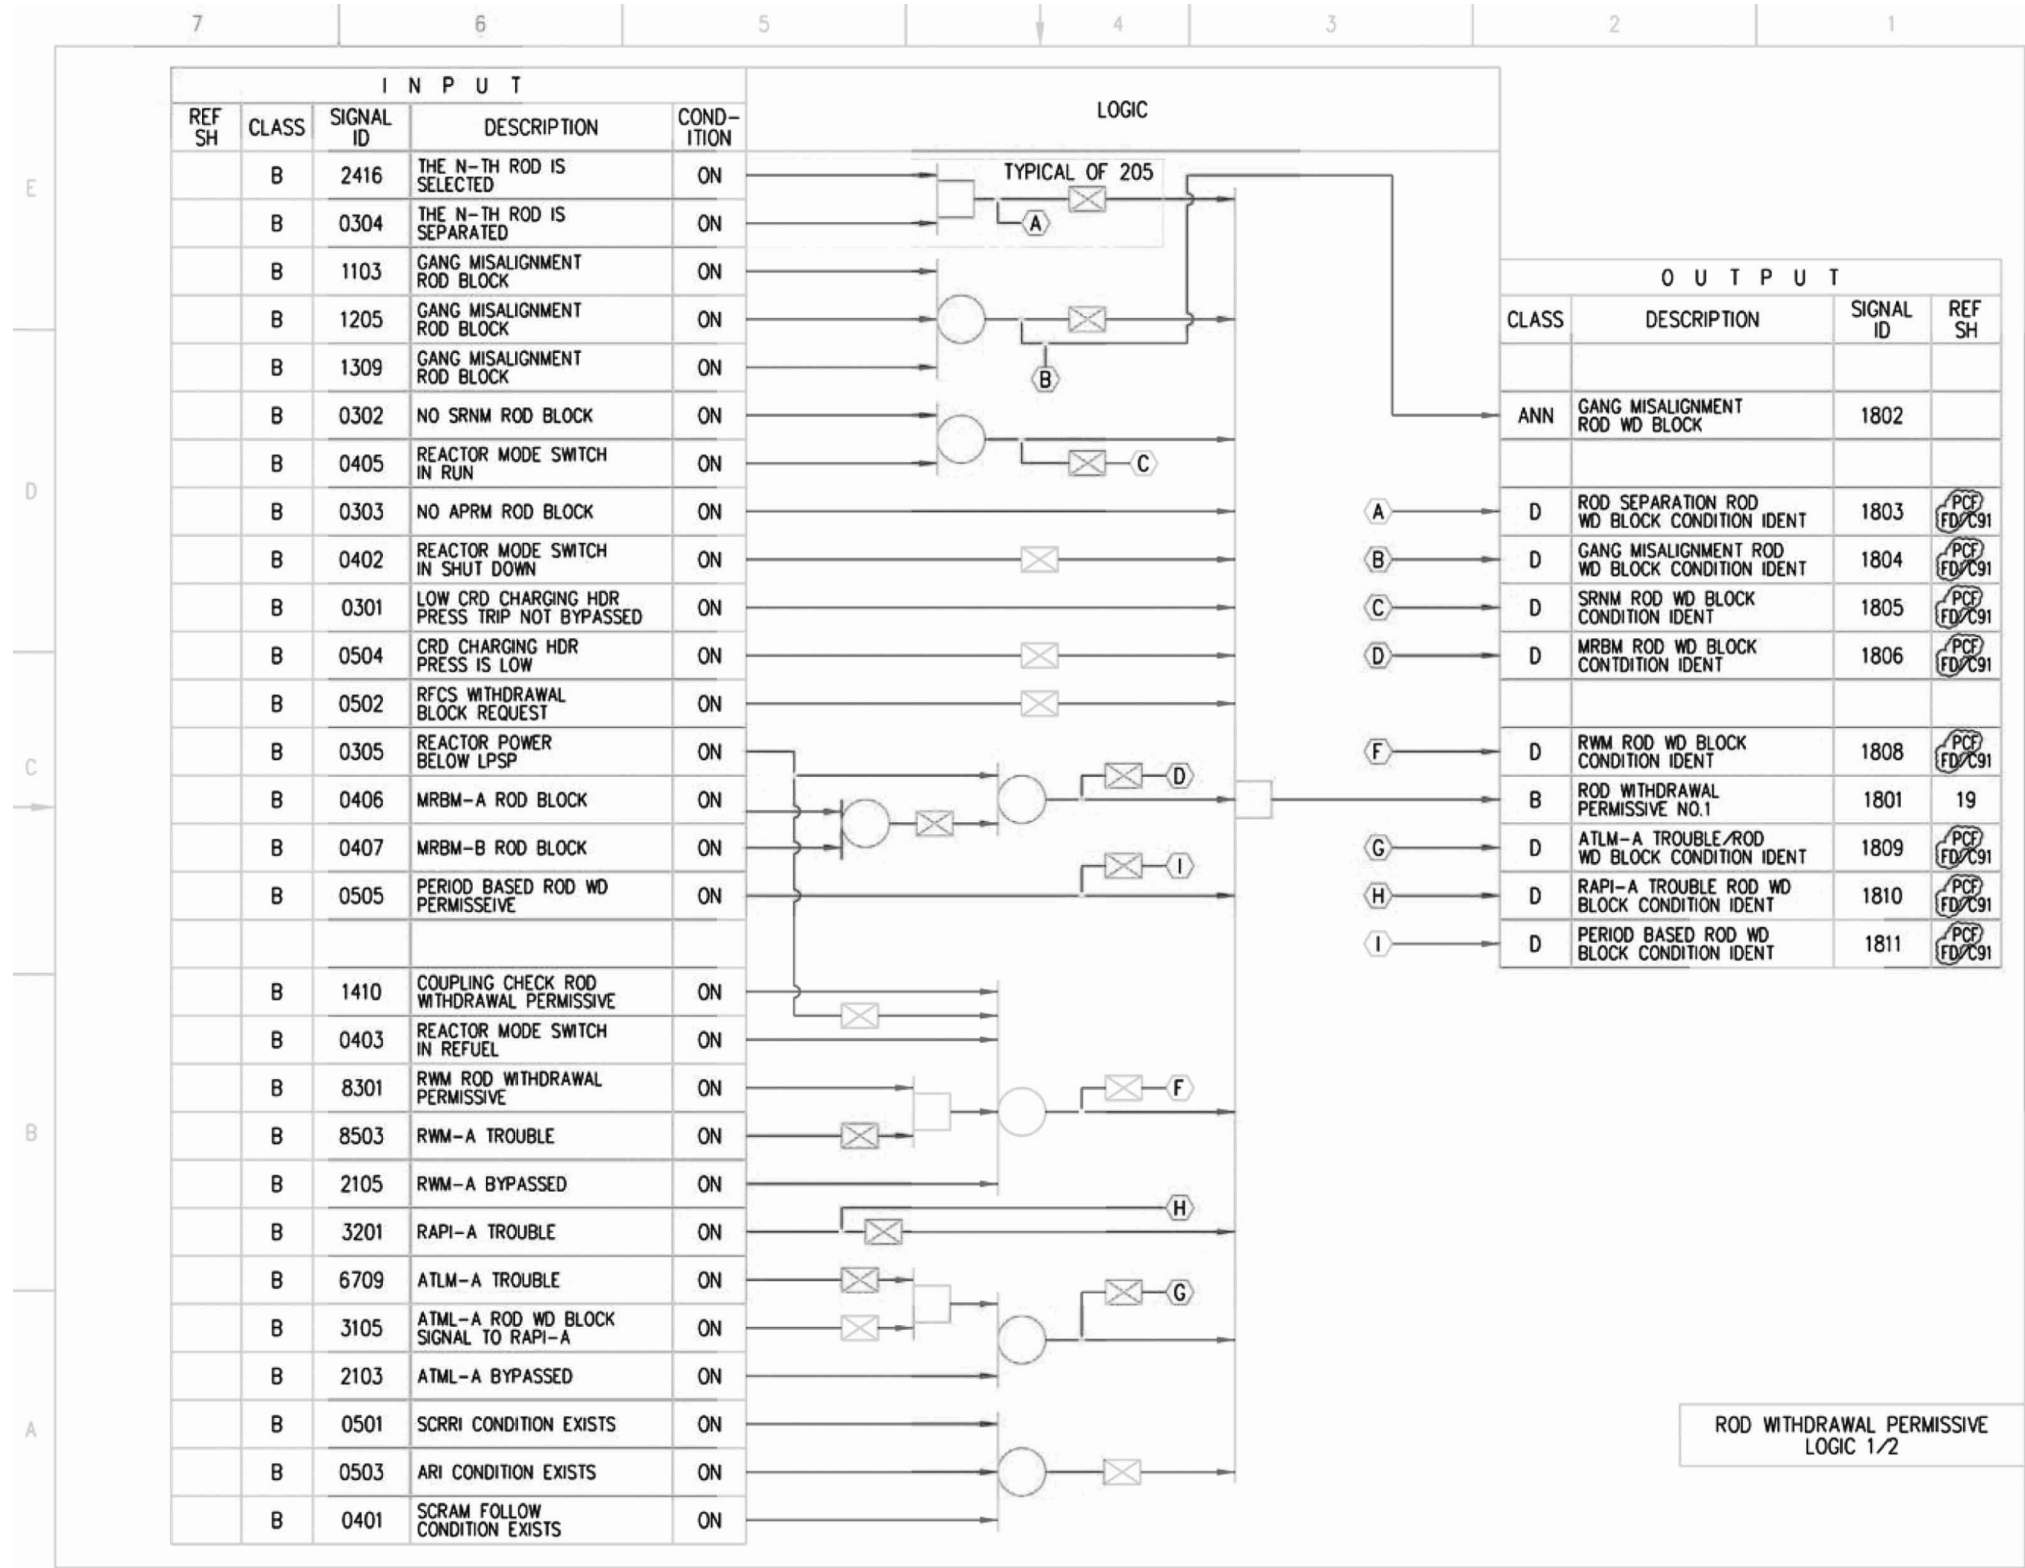 7 6 5 4 3 2 1
E
D
C
B
A
I N P U T
REF SH CLASS SIGNAL ID DESCRIPTION COND-ITION
LOGIC
B 2416 THE N-TH ROD IS SELECTED ON
B 0304 THE N-TH ROD IS SEPARATED ON
B 1103 GANG MISALIGNMENT ROD BLOCK ON
B 1205 GANG MISALIGNMENT ROD BLOCK ON
B 1309 GANG MISALIGNMENT ROD BLOCK ON
B 0302 NO SRNM ROD BLOCK ON
B 0405 REACTOR MODE SWITCH IN RUN ON
B 0303 NO APRM ROD BLOCK ON
B 0402 REACTOR MODE SWITCH IN SHUT DOWN ON
B 0301 LOW CRD CHARGING HDR PRESS TRIP NOT BYPASSED ON
B 0504 CRD CHARGING HDR PRESS IS LOW ON
B 0502 RFCS WITHDRAWAL BLOCK REQUEST ON
B 0305 REACTOR POWER BELOW LPSP ON
B 0406 MRBM-A ROD BLOCK ON
B 0407 MRBM-B ROD BLOCK ON
B 0505 PERIOD BASED ROD WD PERMISSEIVE ON
B 1410 COUPLING CHECK ROD WITHDRAWAL PERMISSIVE ON
B 0403 REACTOR MODE SWITCH IN REFUEL ON
B 8301 RWM ROD WITHDRAWAL PERMISSIVE ON
B 8503 RWM-A TROUBLE ON
B 2105 RWM-A BYPASSED ON
B 3201 RAPI-A TROUBLE ON
B 6709 ATLM-A TROUBLE ON
B 3105 ATML-A ROD WD BLOCK SIGNAL TO RAPI-A ON
B 2103 ATML-A BYPASSED ON
B 0501 SCRRI CONDITION EXISTS ON
B 0503 ARI CONDITION EXISTS ON
B 0401 SCRAM FOLLOW CONDITION EXISTS ON
TYPICAL OF 205
A
B
C
D
I
F
H
G
O U T P U T
CLASS DESCRIPTION SIGNAL ID REF SH
ANN GANG MISALIGNMENT ROD WD BLOCK 1802
A D ROD SEPARATION ROD WD BLOCK CONDITION IDENT 1803 PCF FD/C91
B D GANG MISALIGNMENT ROD WD BLOCK CONDITION IDENT 1804 PCF FD/C91
C D SRNM ROD WD BLOCK CONDITION IDENT 1805 PCF FD/C91
D D MRBM ROD WD BLOCK CONTDITION IDENT 1806 PCF FD/C91
F D RWM ROD WD BLOCK CONDITION IDENT 1808 PCF FD/C91
B ROD WITHDRAWAL PERMISSIVE NO.1 1801 19
G D ATLM-A TROUBLE/ROD WD BLOCK CONDITION IDENT 1809 PCF FD/C91
H D RAPI-A TROUBLE ROD WD BLOCK CONDITION IDENT 1810 PCF FD/C91
I D PERIOD BASED ROD WD BLOCK CONDITION IDENT 1811 PCF FD/C91
ROD WITHDRAWAL PERMISSIVE
LOGIC 1/2